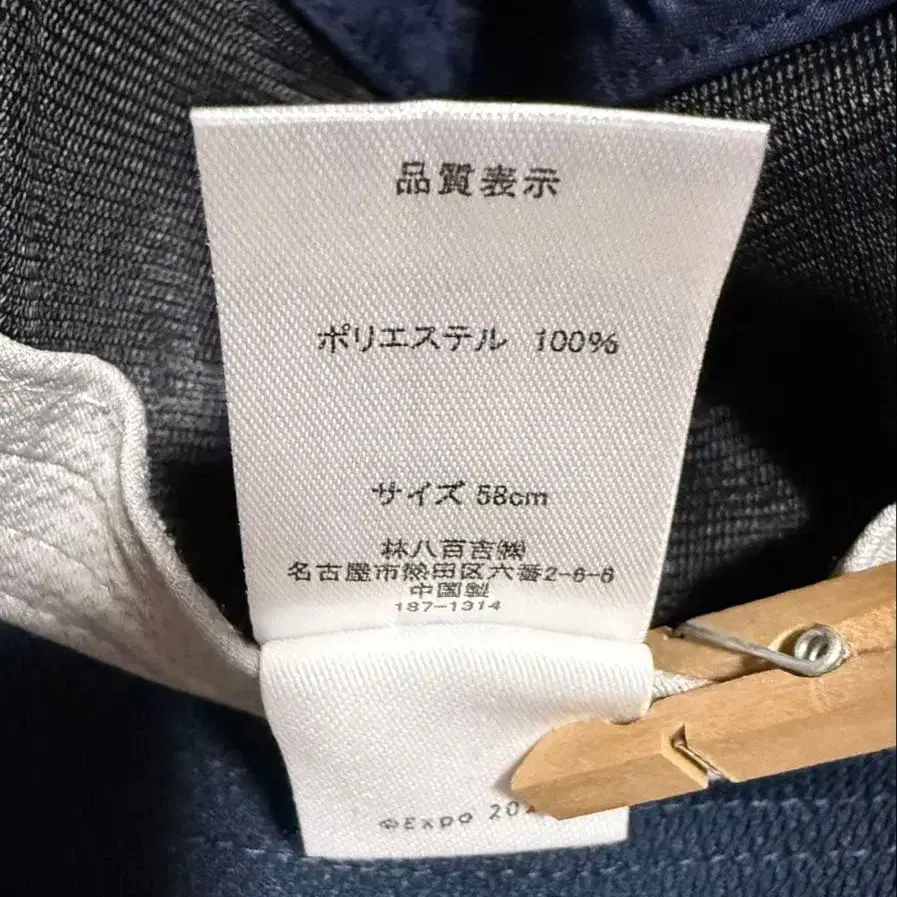 品質表示
ポリエステル 100%
サイズ 58cm
林八百吉㈱
名古屋市熱田区六番2-6-6
中国製
187-1314
©Expo